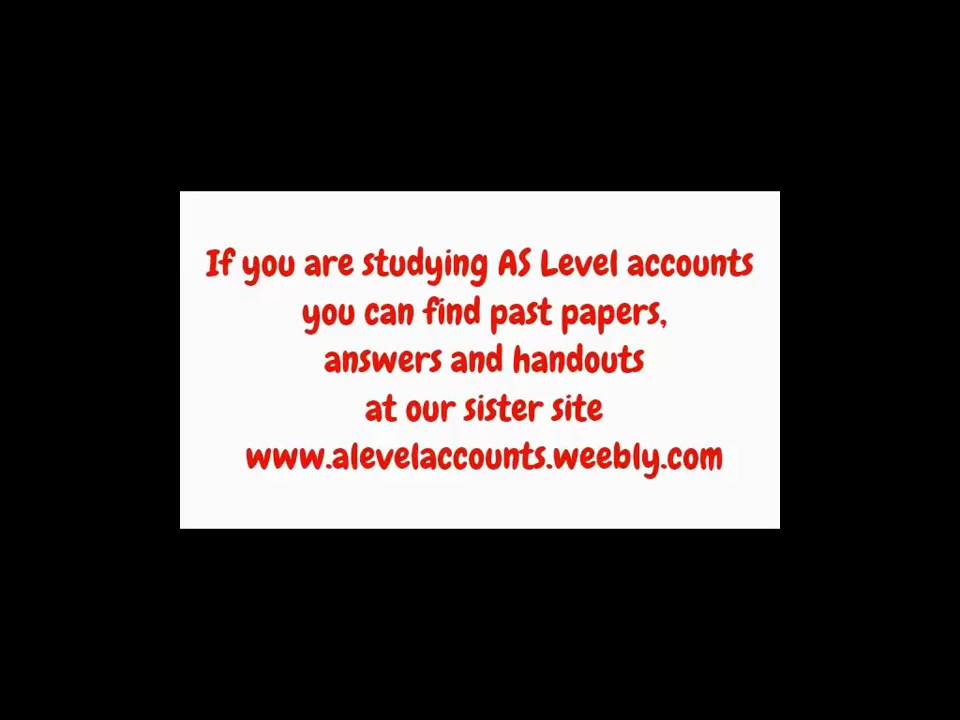 If you are studying AS Level accounts
you can find past papers,
answers and handouts
at our sister site
www.alevelaccounts.weebly.com